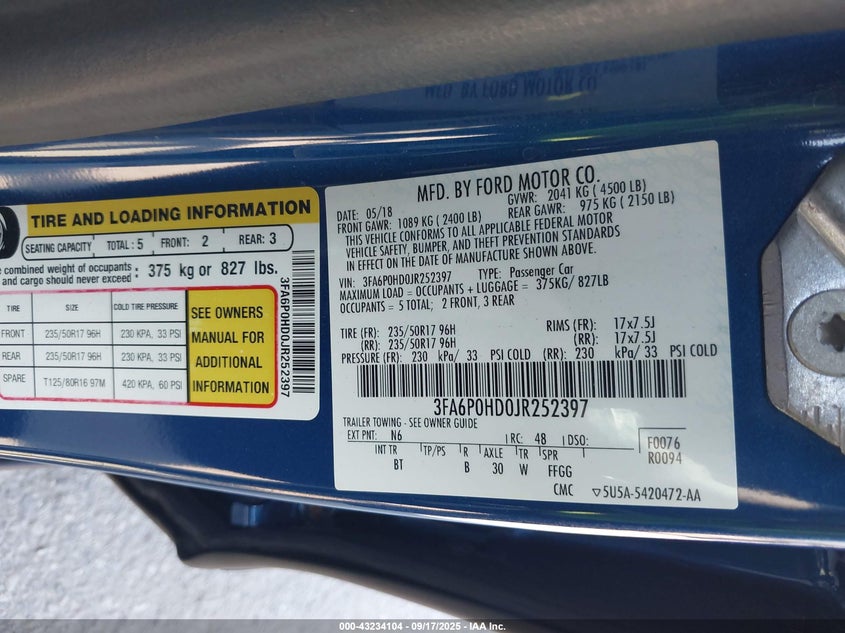 TIRE AND LOADING INFORMATION
SEATING CAPACITY TOTAL : 5 FRONT: 2 REAR: 3
combined weight of occupants
and cargo should never exceed : 375 kg or 827 lbs.
TIRE SIZE COLD TIRE PRESSURE
FRONT 235/50R17 96H 230 KPA, 33 PSI
REAR 235/50R17 96H 230 KPA, 33 PSI
SPARE T125/80R16 97M 420 KPA, 60 PSI
SEE OWNERS
MANUAL FOR
ADDITIONAL
INFORMATION
3FA6P0HD0JR252397
MFD. BY FORD MOTOR CO.
DATE: 05/18 GVWR: 2041 KG ( 4500 LB)
FRONT GAWR: 1089 KG ( 2400 LB) REAR GAWR: 975 KG ( 2150 LB)
THIS VEHICLE CONFORMS TO ALL APPLICABLE FEDERAL MOTOR
VEHICLE SAFETY, BUMPER, AND THEFT PREVENTION STANDARDS
IN EFFECT ON THE DATE OF MANUFACTURE SHOWN ABOVE.
VIN: 3FA6P0HD0JR252397 TYPE: Passenger Car
MAXIMUM LOAD = OCCUPANTS + LUGGAGE = 375KG/ 827LB
OCCUPANTS = 5 TOTAL; 2 FRONT, 3 REAR
TIRE (FR): 235/50R17 96H RIMS (FR): 17x7.5J
(RR): 235/50R17 96H (RR): 17x7.5J
PRESSURE (FR): 230 kPa/ 33 PSI COLD (RR): 230 kPa/ 33 PSI COLD
3FA6P0HD0JR252397
TRAILER TOWING - SEE OWNER GUIDE
EXT PNT: N6 RC: 48 DSO: F0076
R0094
INT TR TP/PS R AXLE TR SPR
BT B 30 W FFGG
CMC 5U5A-5420472-AA
MFD. BY FORD MOTOR CO.
000-43234104 - 09/17/2025 - IAA, Inc.